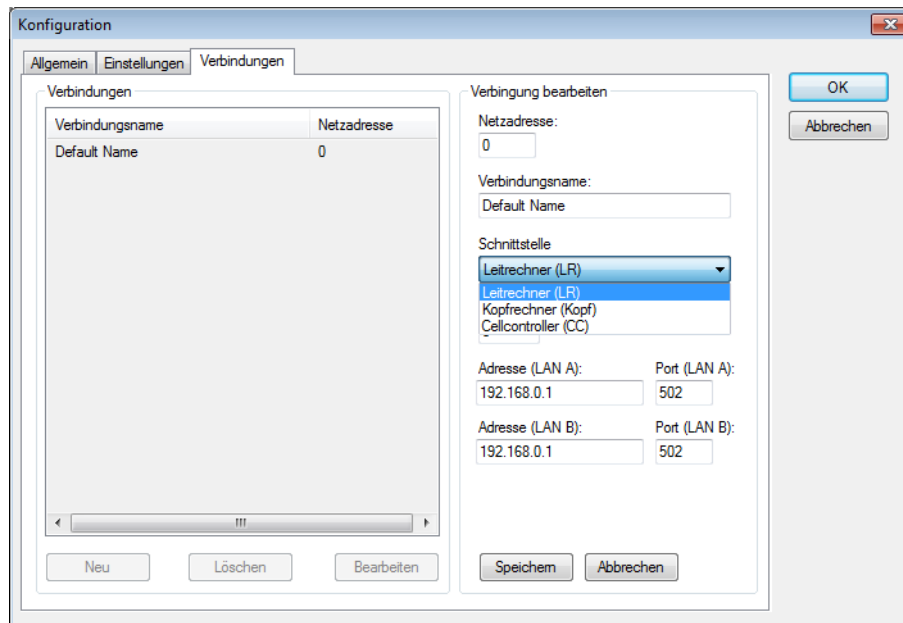 Konfiguration
Allgemein Einstellungen Verbindungen
Verbindungen
Verbindungsname Netzadresse
Default Name 0
Neu Löschen Bearbeiten
Verbingung bearbeiten
Netzadresse:
0
Verbindungsname:
Default Name
Schnittstelle
Leitrechner (LR)
Leitrechner (LR)
Kopfrechner (Kopf)
Cellcontroller (CC)
Adresse (LAN A): Port (LAN A):
192.168.0.1 502
Adresse (LAN B): Port (LAN B):
192.168.0.1 502
Speichern Abbrechen
OK
Abbrechen